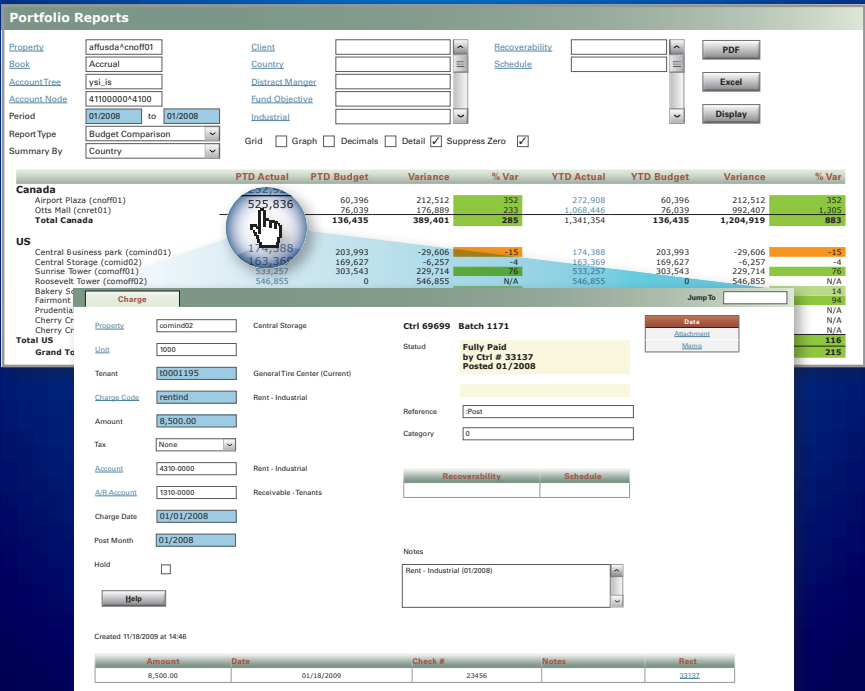 Portfolio Reports
Property affusda^cnoff01 Client Recoverability PDF
Book Accrual Country Schedule
AccountTree ysi_is Distract Manger Excel
Account Node 41100000^4100 Fund Objective
Period 01/2008 to 01/2008 Industrial Display
ReportType Budget Comparison
Grid Graph Decimals Detail Suppress Zero
Summary By Country
PTD Actual PTD Budget Variance % Var YTD Actual YTD Budget Variance % Var
Canada
Airport Plaza (cnoff01) 60,396 212,512 352 272,908 60,396 212,512 352
525,836
Otts Mall (cnret01) 76,039 176,889 233 1,068,446 76,039 992,407 1,305
Total Canada 136,435 389,401 285 1,341,354 136,435 1,204,919 883
US
Central Business park (comind01) 174,388 203,993 -29,606 -15 174,388 203,993 -29,606 -15
Central Storage (comid02) 163,369 169,627 -6,257 -4 163,369 169,627 -6,257 -4
Sunrise Tower (comoff01) 533,257 303,543 229,714 76 533,257 303,543 229,714 76
Roosevelt Tower (comoff02) 546,855 0 546,855 N/A 546,855 0 546,855 N/A
Bakery 14
Fairmont 94
N/A
Cherry N/A
Cherry N/A
Total US 116
Grand 215
Charge Jump To
Property comind02 Central Storage Ctrl 69699 Batch 1171 Data
Attachment
Unit 1000 Statud Fully Paid Memo
by Ctrl # 33137
Posted 01/2008
Tenant t0001195 General Tire Center (Current)
Charge Code rentind Rent - Industrial
Amount 8,500.00 Reference :Post
Tax None Category 0
Account 4310-0000 Rent - Industrial Recoverability Schedule
A/R Account 1310-0000 Receivable -Tenants
Charge Date 01/01/2008
Post Month 01/2008
Notes
Hold Rent - Industrial (01/2008)
Help
Created 11/18/2009 at 14:46
Amount Date Check # Notes Rect
8,500.00 01/18/2009 23456 33137